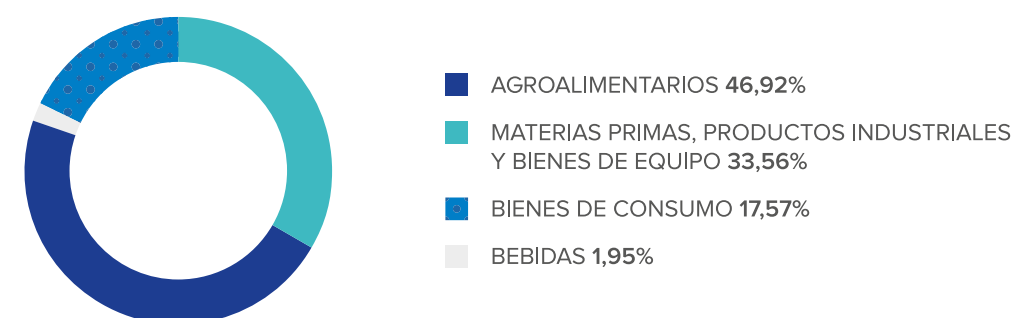 AGROALIMENTARIOS 46,92%
MATERIAS PRIMAS, PRODUCTOS INDUSTRIALES
Y BIENES DE EQUIPO 33,56%
BIENES DE CONSUMO 17,57%
BEBIDAS 1,95%